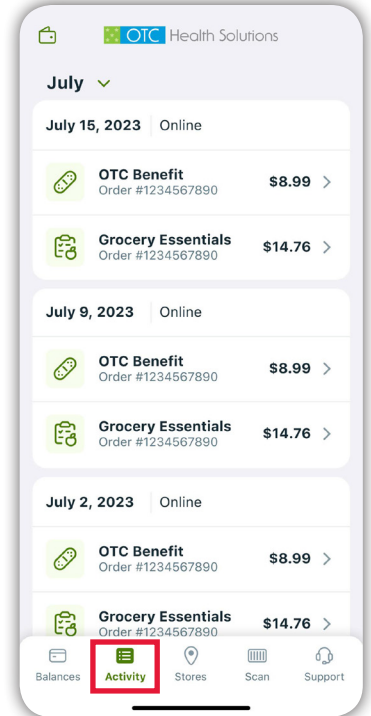 OTC Health Solutions
July
July 15, 2023 Online
OTC Benefit
Order #1234567890
$8.99
Grocery Essentials
Order #1234567890
$14.76
July 9, 2023 Online
OTC Benefit
Order #1234567890
$8.99
Grocery Essentials
Order #1234567890
$14.76
July 2, 2023 Online
OTC Benefit
Order #1234567890
$8.99
Grocery Essentials
Order #1234567890
$14.76
Balances Activity Stores Scan Support